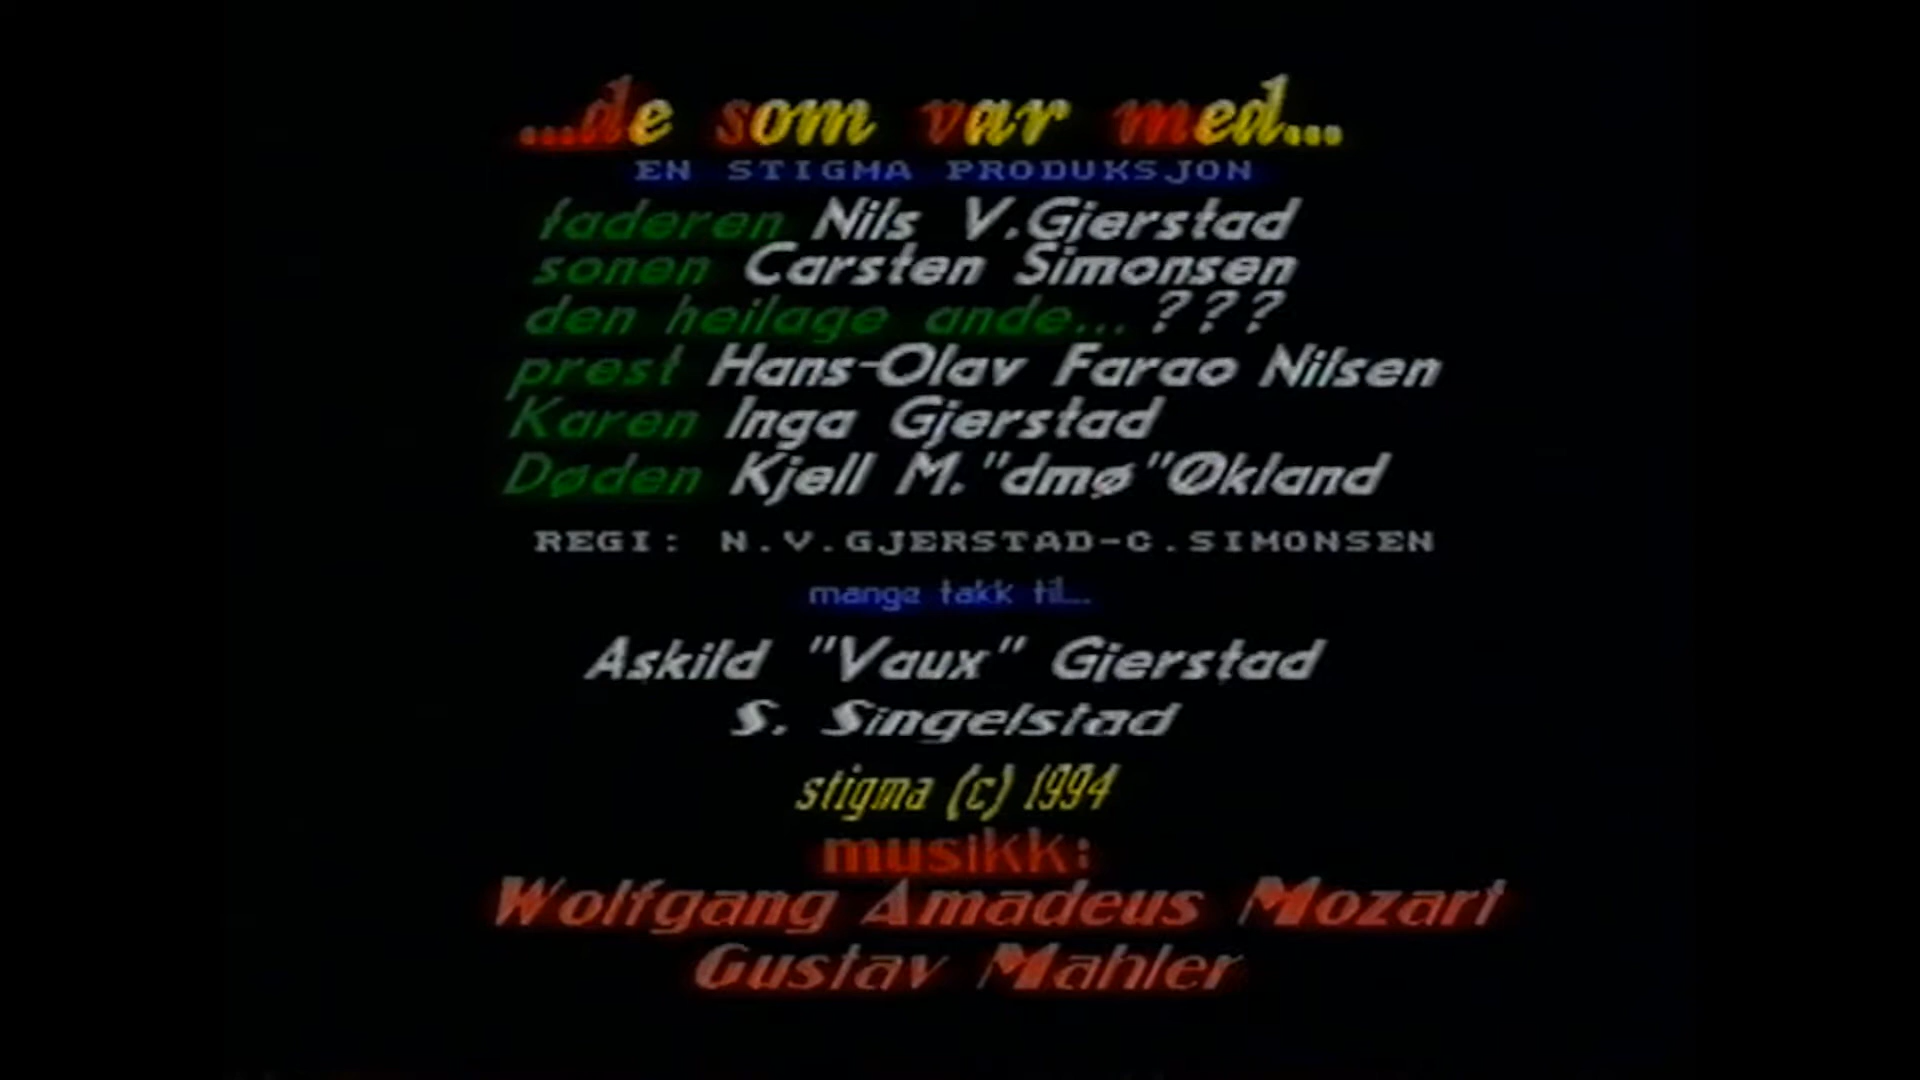 ...de som var med...
EN STIGMA PRODUKSJON
faderen Nils V.Gjerstad
sonen Carsten Simonsen
den heilage ande...???
prest Hans-Olav Farao Nilsen
Karen Inga Gjerstad
Døden Kjell M."dmø"Økland
REGI: N.V.GJERSTAD-C.SIMONSEN
mange takk til...
Askild "Vaux" Gjerstad
S. Singelstad
stigma (c) 1994
musikk:
Wolfgang Amadeus Mozart
Gustav Mahler